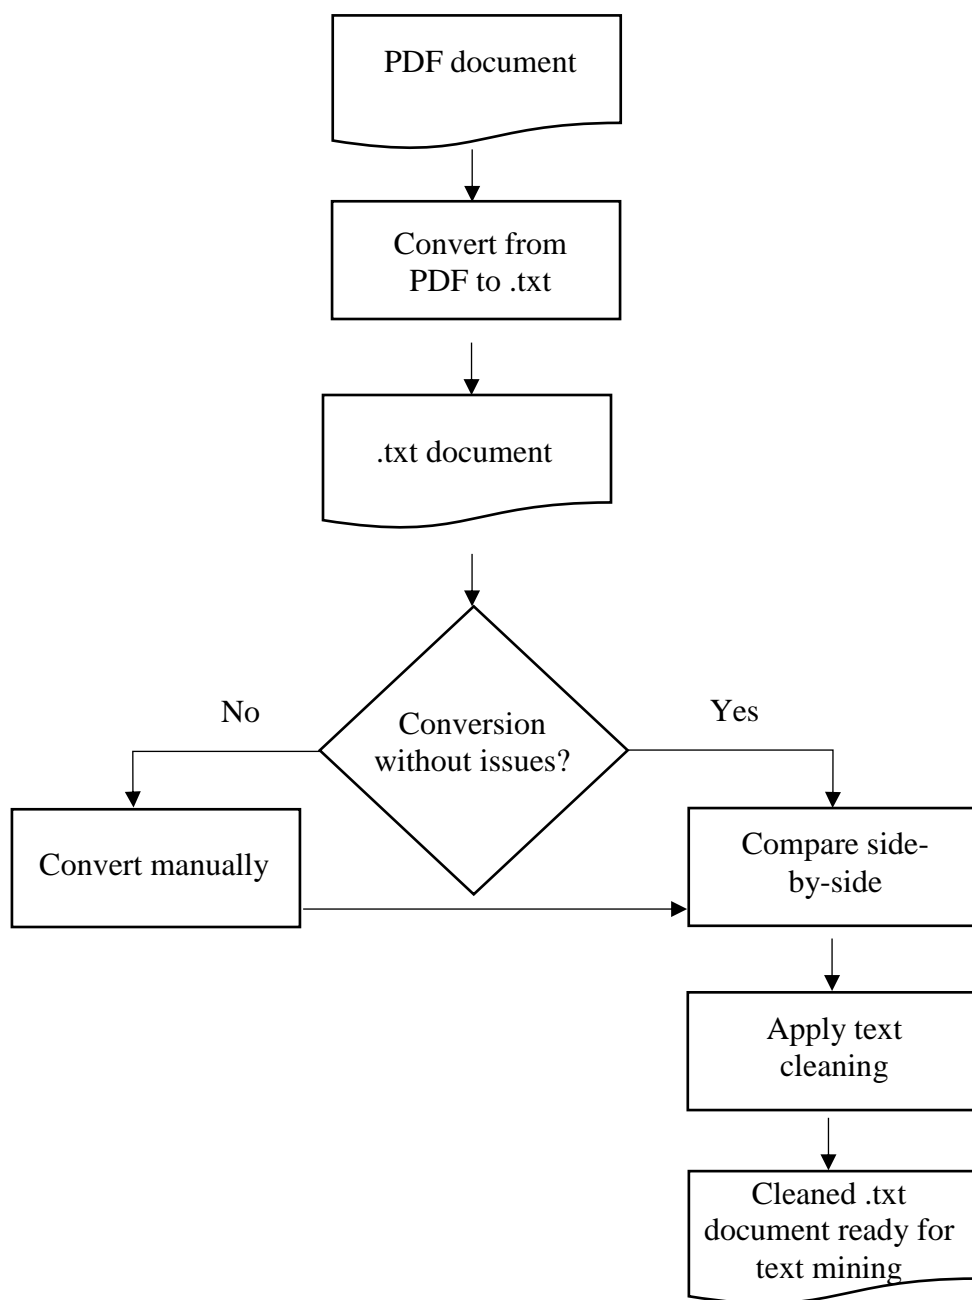 PDF document
Convert from
PDF to .txt
.txt document
Conversion
without issues?
No
Yes
Convert manually
Compare side-
by-side
Apply text
cleaning
Cleaned .txt
document ready for
text mining